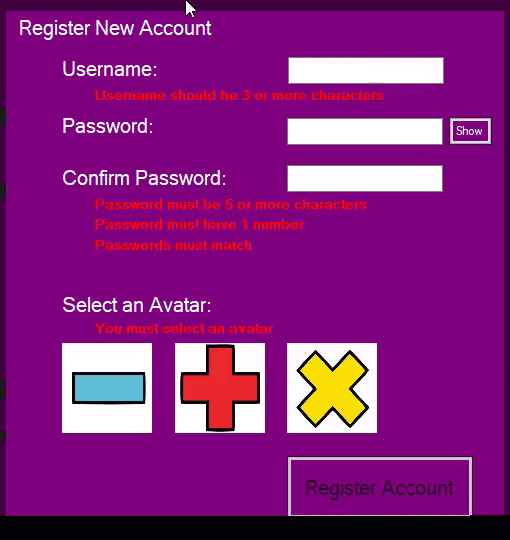 Register New Account
Username:
Username should be 3 or more characters
Password:
Show
Confirm Password:
Password must be 5 or more characters
Password must have 1 number
Passwords must match
Select an Avatar:
You must select an avatar
Register Account